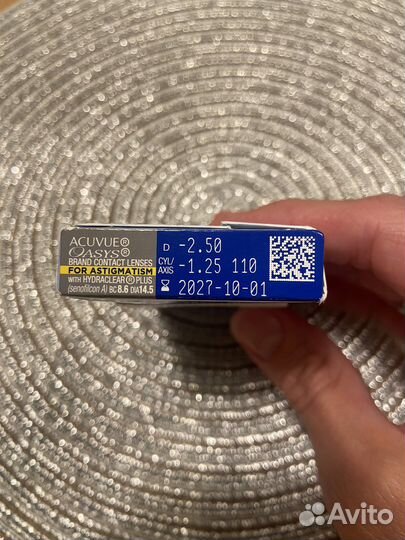 ACUVUE®
OASYS®
BRAND CONTACT LENSES
FOR ASTIGMATISM
WITH HYDRACLEAR® PLUS
(senofilcon A) BC 8.6 DIA 14.5
D -2.50
CYL/AXIS -1.25 110
2027-10-01
Avito